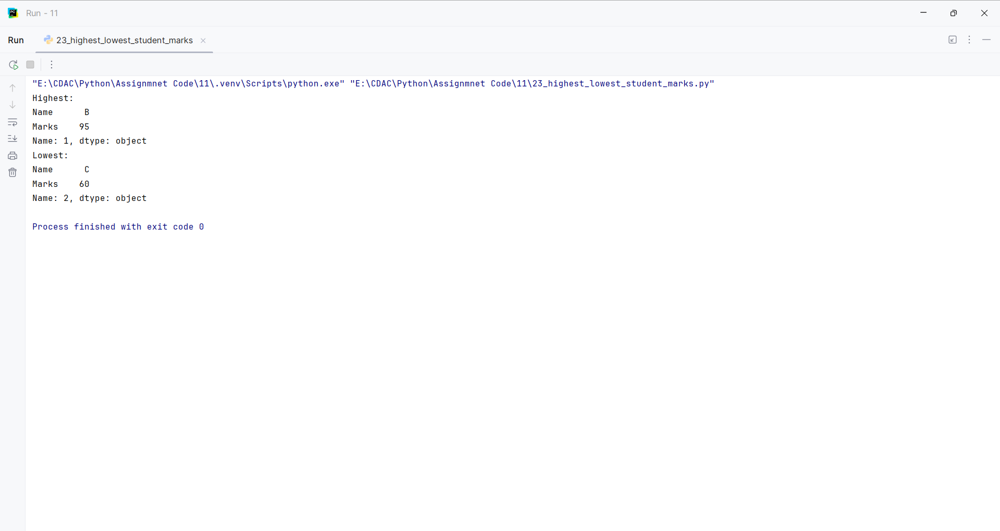 Run - 11
Run 23_highest_lowest_student_marks
"E:\CDAC\Python\Assignmnet Code\11\.venv\Scripts\python.exe" "E:\CDAC\Python\Assignmnet Code\11\23_highest_lowest_student_marks.py"
Highest:
Name      B
Marks    95
Name: 1, dtype: object
Lowest:
Name      C
Marks    60
Name: 2, dtype: object
Process finished with exit code 0